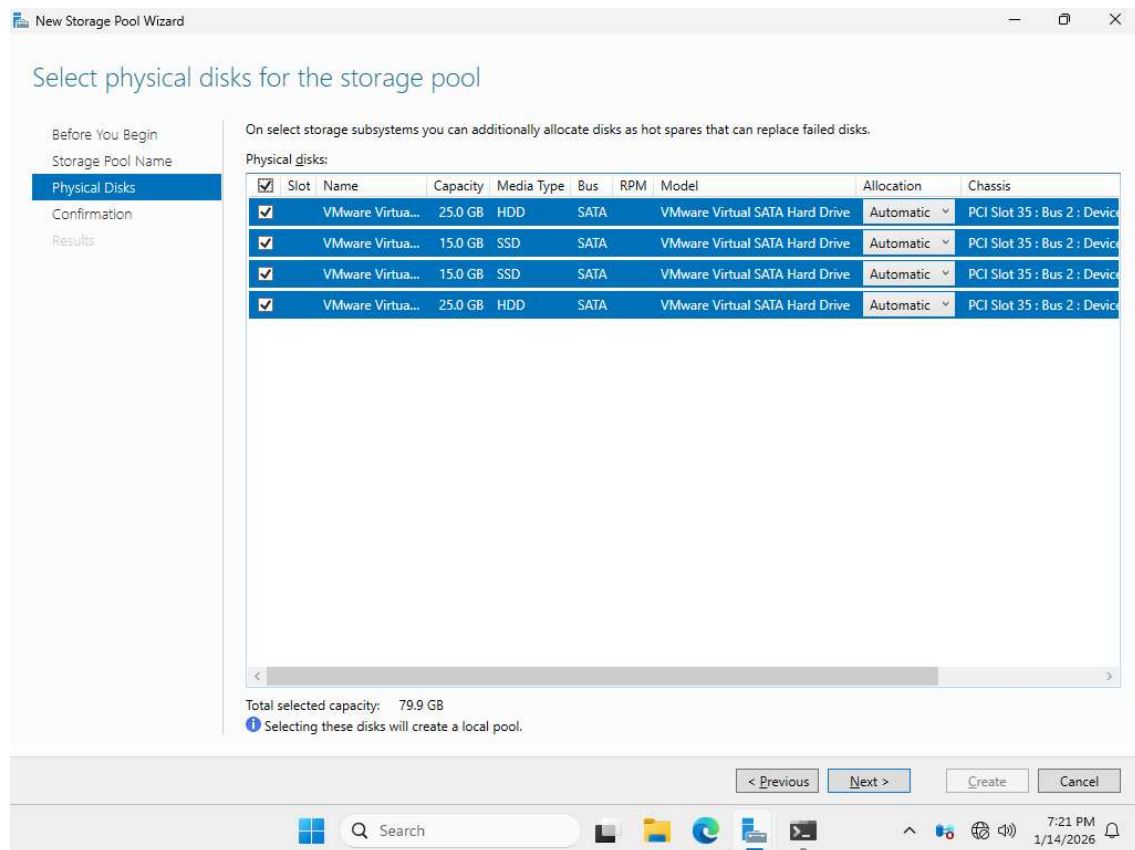 New Storage Pool Wizard
Select physical disks for the storage pool
Before You Begin
Storage Pool Name
Physical Disks
Confirmation
Results
On select storage subsystems you can additionally allocate disks as hot spares that can replace failed disks.
Physical disks:
Slot Name Capacity Media Type Bus RPM Model Allocation Chassis
VMware Virtua... 25.0 GB HDD SATA VMware Virtual SATA Hard Drive Automatic PCI Slot 35 : Bus 2 : Device
VMware Virtua... 15.0 GB SSD SATA VMware Virtual SATA Hard Drive Automatic PCI Slot 35 : Bus 2 : Device
VMware Virtua... 15.0 GB SSD SATA VMware Virtual SATA Hard Drive Automatic PCI Slot 35 : Bus 2 : Device
VMware Virtua... 25.0 GB HDD SATA VMware Virtual SATA Hard Drive Automatic PCI Slot 35 : Bus 2 : Device
Total selected capacity: 79.9 GB
Selecting these disks will create a local pool.
< Previous Next > Create Cancel
Search
7:21 PM
1/14/2026